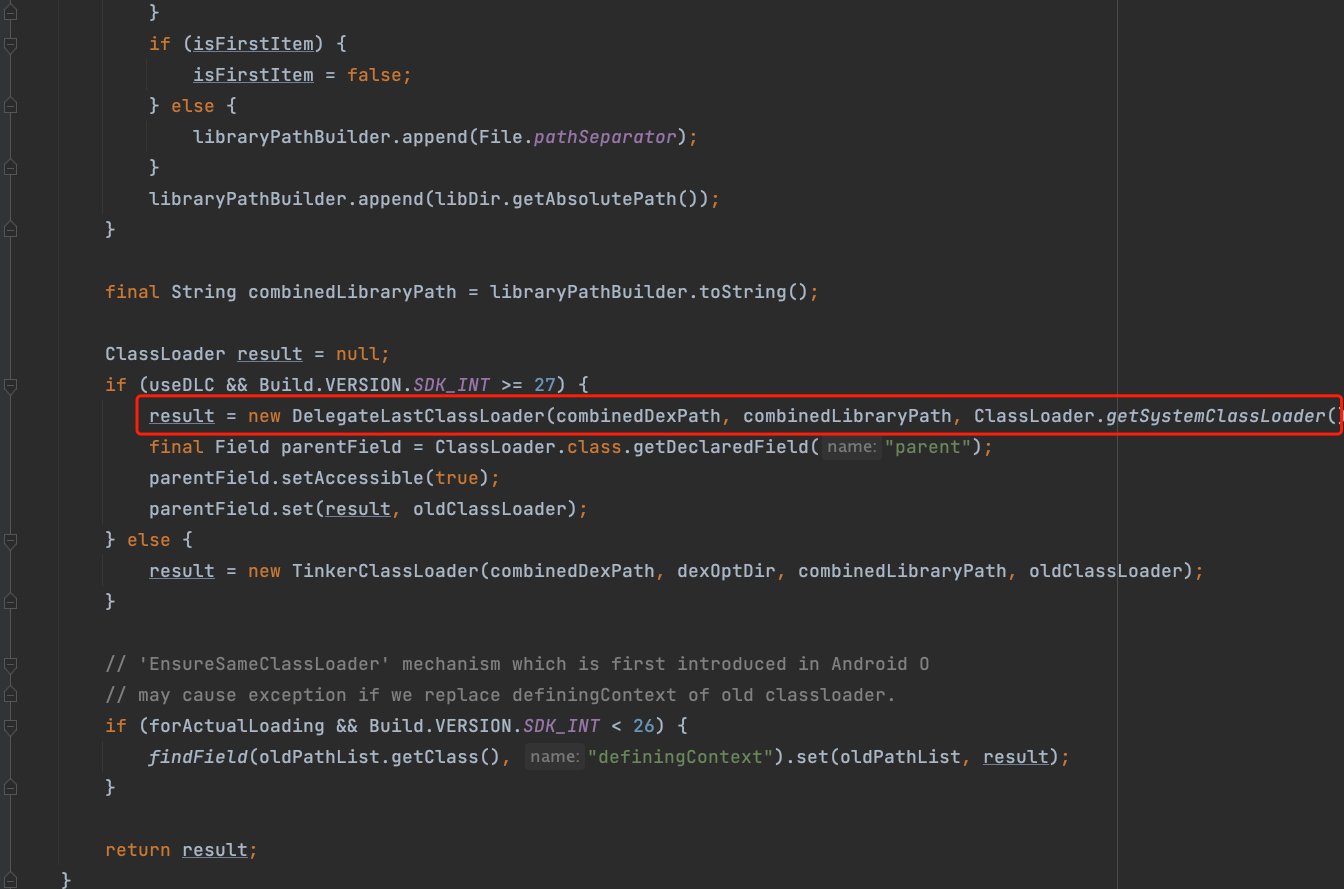 }
if (isFirstItem) {
isFirstItem = false;
} else {
libraryPathBuilder.append(File.pathSeparator);
}
libraryPathBuilder.append(libDir.getAbsolutePath());
}
final String combinedLibraryPath = libraryPathBuilder.toString();
ClassLoader result = null;
if (useDLC && Build.VERSION.SDK_INT >= 27) {
result = new DelegateLastClassLoader(combinedDexPath, combinedLibraryPath, ClassLoader.getSystemClassLoader(
final Field parentField = ClassLoader.class.getDeclaredField( name: "parent");
parentField.setAccessible(true);
parentField.set(result, oldClassLoader);
} else {
result = new TinkerClassLoader(combinedDexPath, dexOptDir, combinedLibraryPath, oldClassLoader);
}
// 'EnsureSameClassLoader' mechanism which is first introduced in Android O
// may cause exception if we replace definingContext of old classloader.
if (forActualLoading && Build.VERSION.SDK_INT < 26) {
findField(oldPathList.getClass(), name: "definingContext").set(oldPathList, result);
}
return result;
}